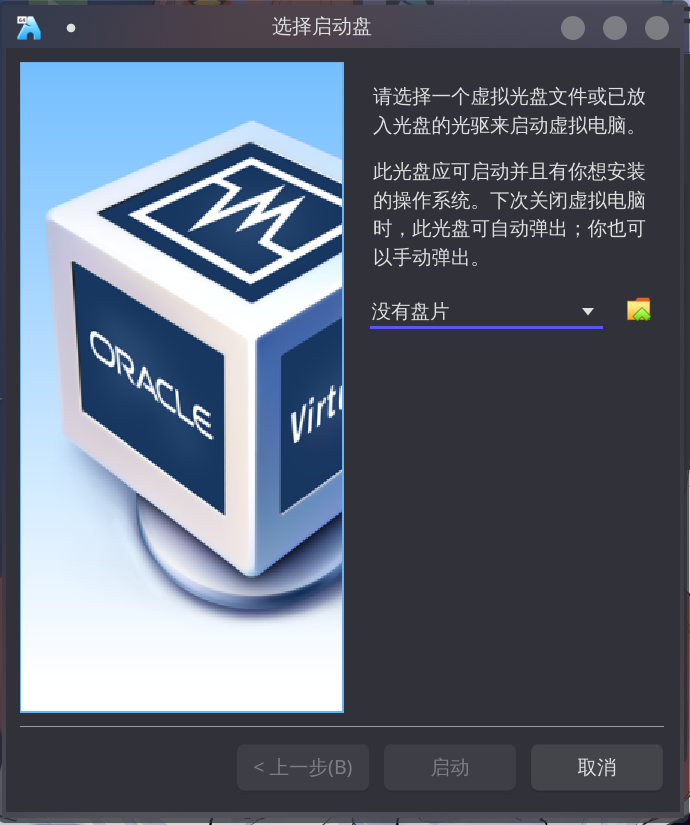 64
选择启动盘
请选择一个虚拟光盘文件或已放
入光盘的光驱来启动虚拟电脑。
此光盘应可启动并且有你想安装
的操作系统。下次关闭虚拟电脑
时，此光盘可自动弹出；你也可
以手动弹出。
没有盘片
ORACLE
Virtu
< 上一步(B)
启动
取消